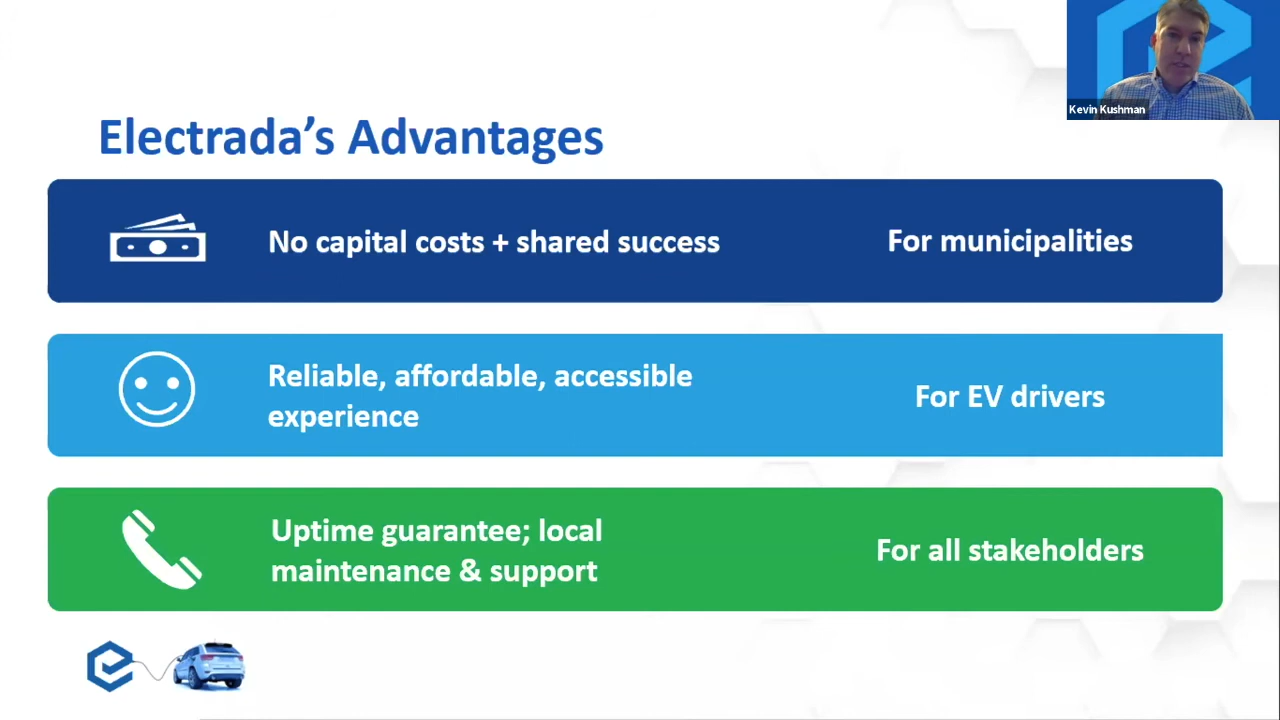 Kevin Kushman
Electrada's Advantages
No capital costs + shared success
For municipalities
Reliable, affordable, accessible
experience
For EV drivers
Uptime guarantee; local
maintenance & support
For all stakeholders